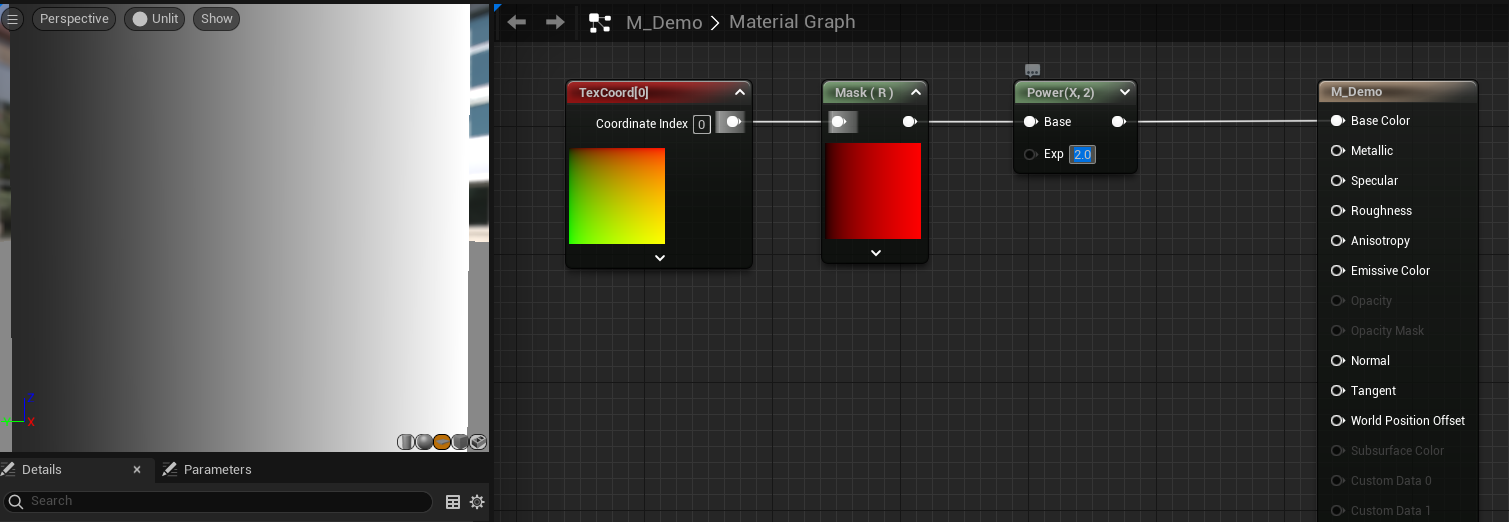 Perspective
Unlit
Show
M_Demo
Material Graph
TexCoord[0]
Coordinate Index 0
Mask ( R )
Power(X, 2)
Base
Exp 2.0
M_Demo
Base Color
Metallic
Specular
Roughness
Anisotropy
Emissive Color
Opacity
Opacity Mask
Normal
Tangent
World Position Offset
Subsurface Color
Custom Data 0
Custom Data 1
Z
X
Details
Parameters
Search